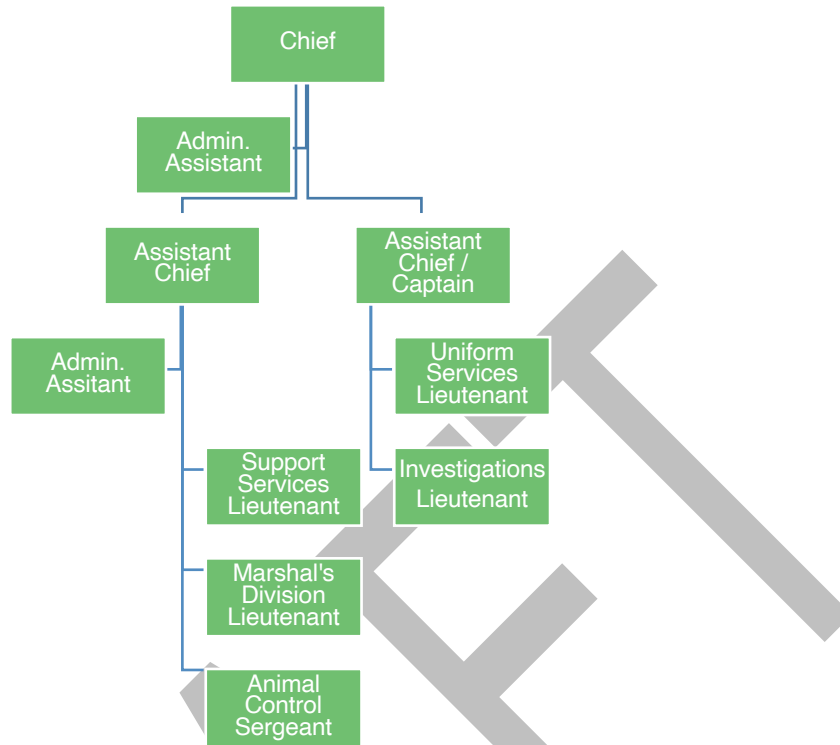 Chief
Admin.
Assistant
Assistant
Chief
Assistant
Chief /
Captain
Admin.
Assitant
Uniform
Services
Lieutenant
Support
Services
Lieutenant
Investigations
Lieutenant
Marshal's
Division
Lieutenant
Animal
Control
Sergeant